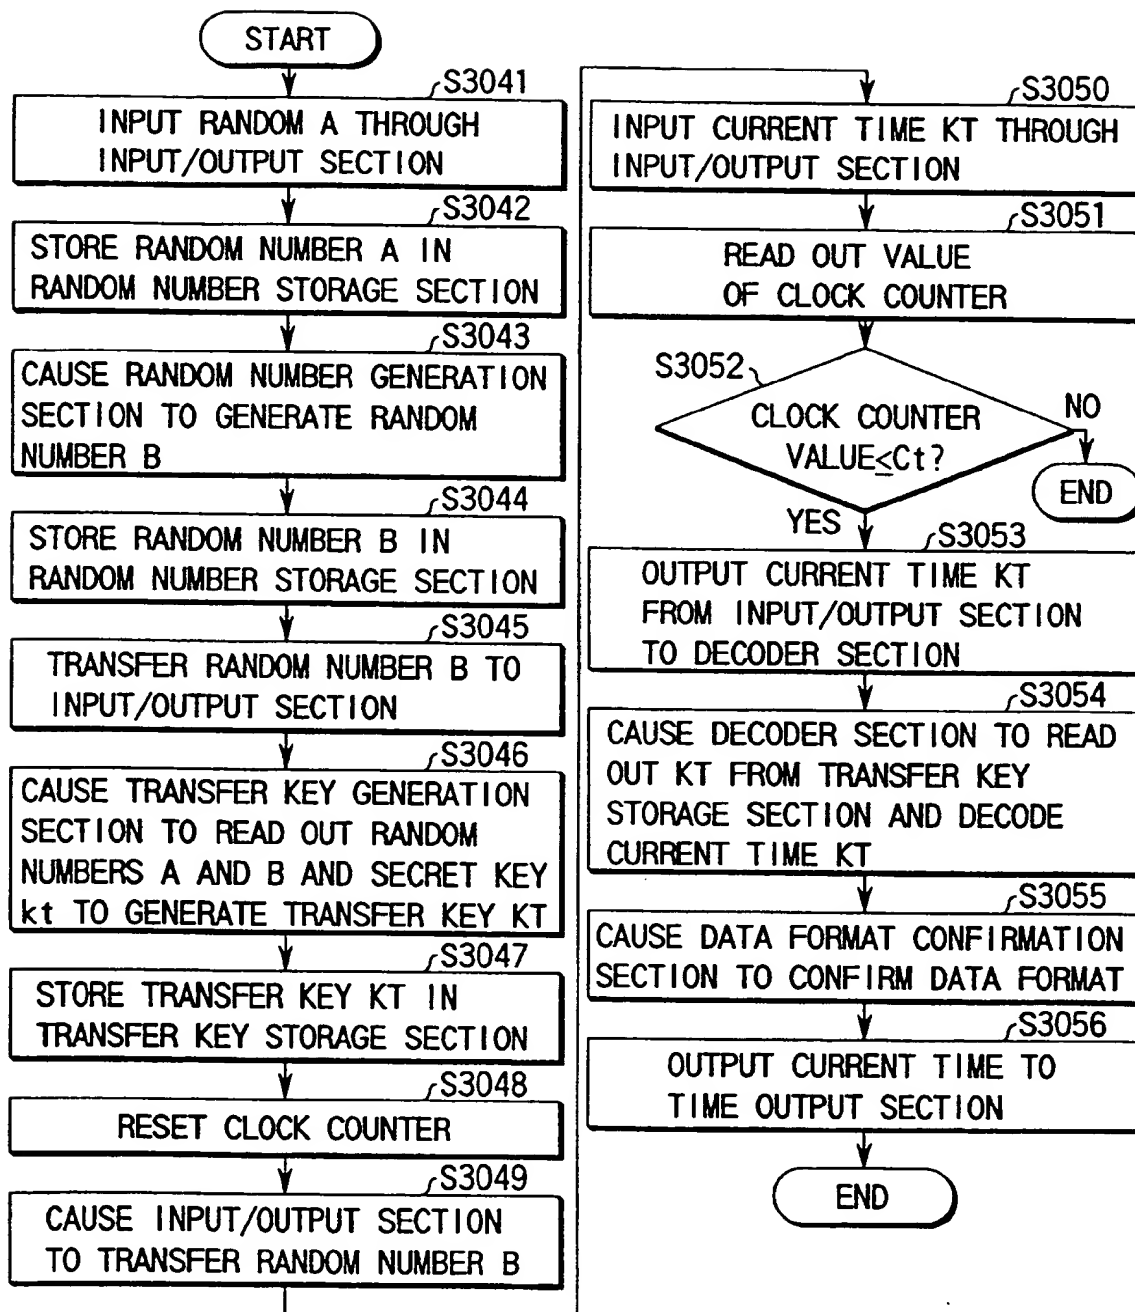 START
S3041
INPUT RANDOM A THROUGH
INPUT/OUTPUT SECTION
S3042
STORE RANDOM NUMBER A IN
RANDOM NUMBER STORAGE SECTION
S3043
CAUSE RANDOM NUMBER GENERATION
SECTION TO GENERATE RANDOM
NUMBER B
S3044
STORE RANDOM NUMBER B IN
RANDOM NUMBER STORAGE SECTION
S3045
TRANSFER RANDOM NUMBER B TO
INPUT/OUTPUT SECTION
S3046
CAUSE TRANSFER KEY GENERATION
SECTION TO READ OUT RANDOM
NUMBERS A AND B AND SECRET KEY
kt TO GENERATE TRANSFER KEY KT
S3047
STORE TRANSFER KEY KT IN
TRANSFER KEY STORAGE SECTION
S3048
RESET CLOCK COUNTER
S3049
CAUSE INPUT/OUTPUT SECTION
TO TRANSFER RANDOM NUMBER B
S3050
INPUT CURRENT TIME KT THROUGH
INPUT/OUTPUT SECTION
S3051
READ OUT VALUE
OF CLOCK COUNTER
S3052
CLOCK COUNTER
VALUE≤Ct?
NO
END
YES
S3053
OUTPUT CURRENT TIME KT
FROM INPUT/OUTPUT SECTION
TO DECODER SECTION
S3054
CAUSE DECODER SECTION TO READ
OUT KT FROM TRANSFER KEY
STORAGE SECTION AND DECODE
CURRENT TIME KT
S3055
CAUSE DATA FORMAT CONFIRMATION
SECTION TO CONFIRM DATA FORMAT
S3056
OUTPUT CURRENT TIME TO
TIME OUTPUT SECTION
END